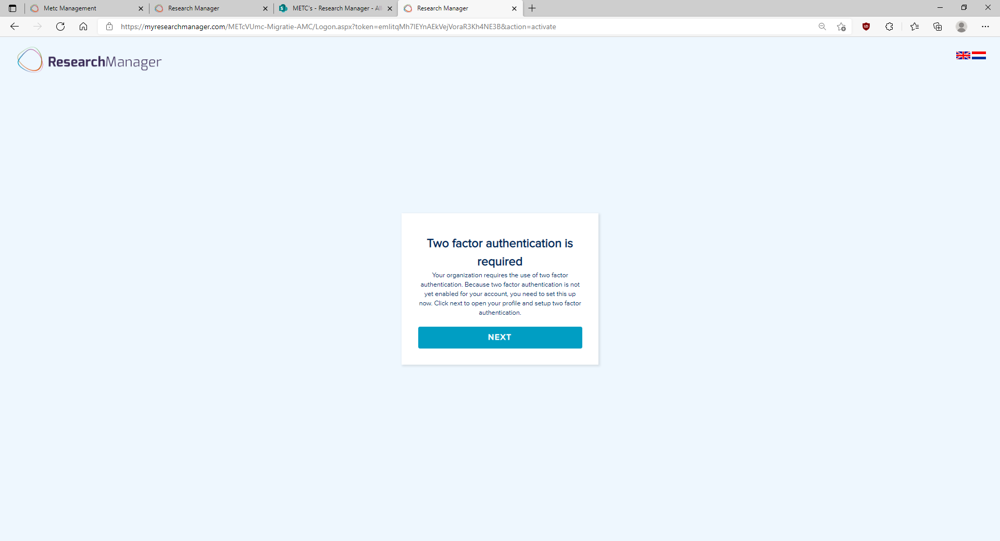 Metc Management
Research Manager
METC's - Research Manager - All
Research Manager
https://myresearchmanager.com/METcVUmc-Migratie-AMC/Logon.aspx?token=emlitqMh7IEYnAEkVejVoraR3Kh4NE3B&action=activate
ResearchManager
Two factor authentication is
required
Your organization requires the use of two factor
authentication. Because two factor authentication is not
yet enabled for your account, you need to set this up
now. Click next to open your profile and setup two factor
authentication.
NEXT